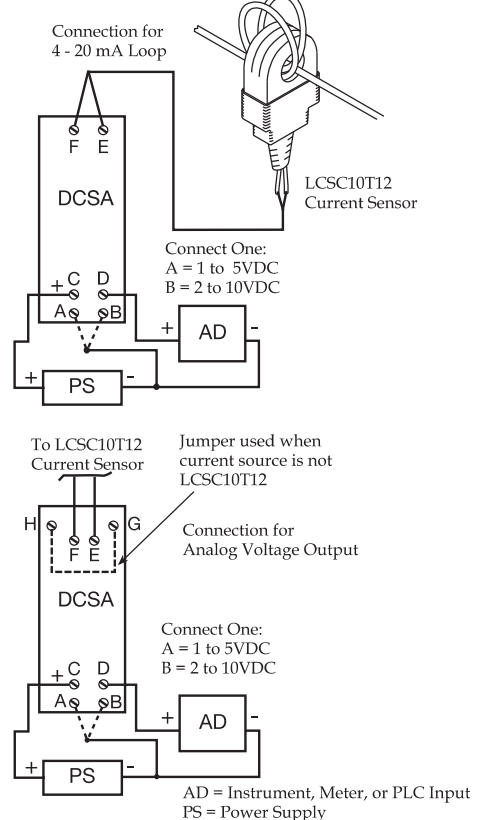 Connection for
4 - 20 mA Loop
F E
DCSA
LCSC10T12
Current Sensor
Connect One:
A = 1 to 5VDC
B = 2 to 10VDC
+ C D
A B
+ AD -
+ PS -
To LCSC10T12
Current Sensor
Jumper used when
current source is not
LCSC10T12
H G
F E
Connection for
Analog Voltage Output
DCSA
Connect One:
A = 1 to 5VDC
B = 2 to 10VDC
+ C D
A B
+ AD -
+ PS -
AD = Instrument, Meter, or PLC Input
PS = Power Supply